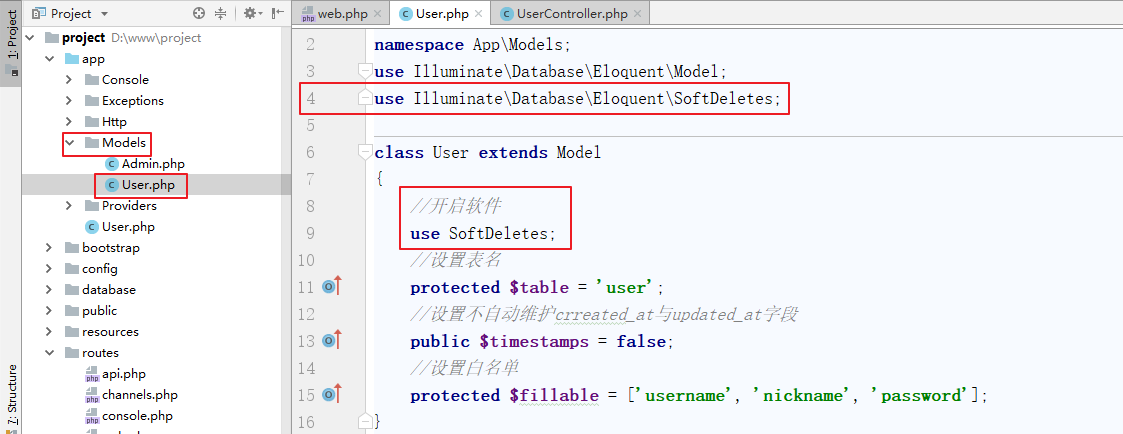 1: Project
7: Structure
Project
project D:\www\project
app
Console
Exceptions
Http
Models
Admin.php
User.php
Providers
User.php
bootstrap
config
database
public
resources
routes
api.php
channels.php
console.php
web.php
User.php
UserController.php
2 namespace App\Models;
3 use Illuminate\Database\Eloquent\Model;
4 use Illuminate\Database\Eloquent\SoftDeletes;
5
6 class User extends Model
7 {
8 //开启软件
9 use SoftDeletes;
10 //设置表名
11 protected $table = 'user';
12 //设置不自动维护crreated_at与updated_at字段
13 public $timestamps = false;
14 //设置白名单
15 protected $fillable = ['username', 'nickname', 'password'];
16 }